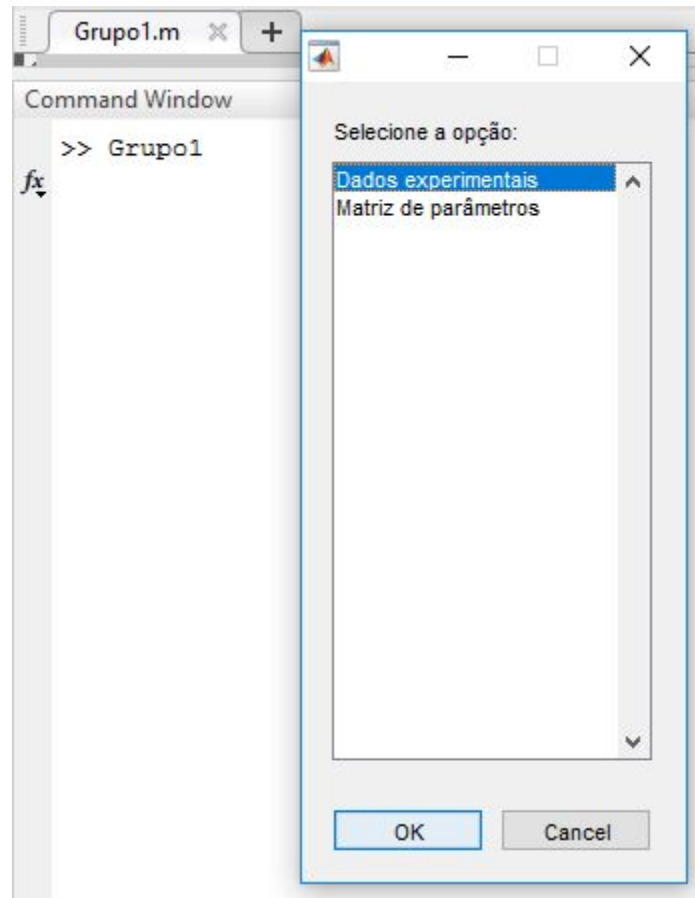 Grupo1.m
Command Window
>> Grupo1
fx
Selecione a opção:
Dados experimentais
Matriz de parâmetros
OK
Cancel